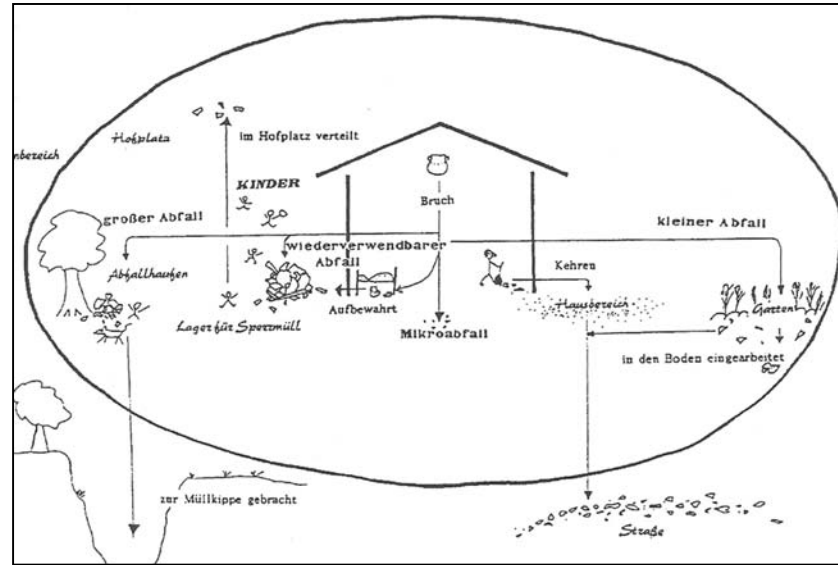 Hofplatz
im Hofplatz verteilt
nbereich
KINDER
Bruch
großer Abfall
kleiner Abfall
wiederverwendbarer
Abfall
Abfallhaufen
Kehren
Aufbewahrt
Hausbereich
Garten
Lager für Sperrmüll
Mikroabfall
in den Boden eingearbeitet
zur Müllkippe gebracht
Straße